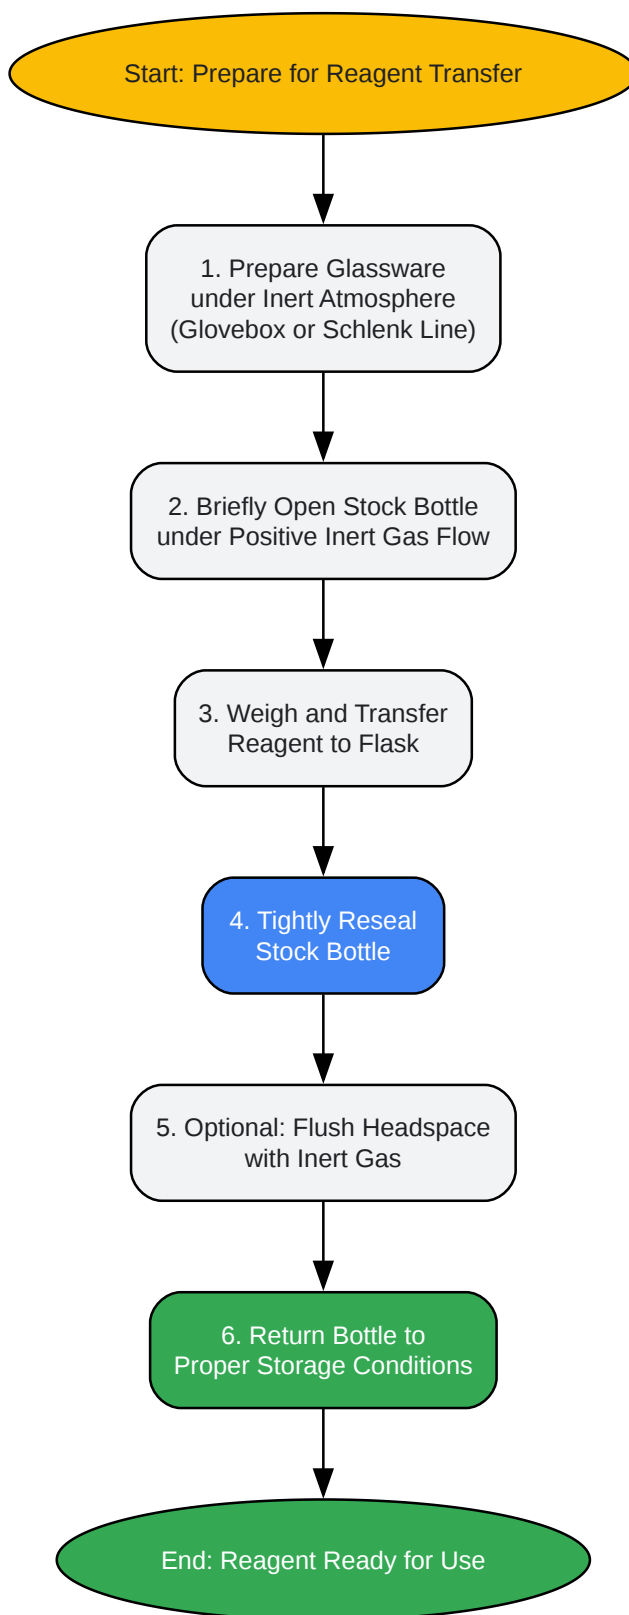 Start: Prepare for Reagent Transfer
1. Prepare Glassware
under Inert Atmosphere
(Glovebox or Schlenk Line)
2. Briefly Open Stock Bottle
under Positive Inert Gas Flow
3. Weigh and Transfer
Reagent to Flask
4. Tightly Reseal
Stock Bottle
5. Optional: Flush Headspace
with Inert Gas
6. Return Bottle to
Proper Storage Conditions
End: Reagent Ready for Use